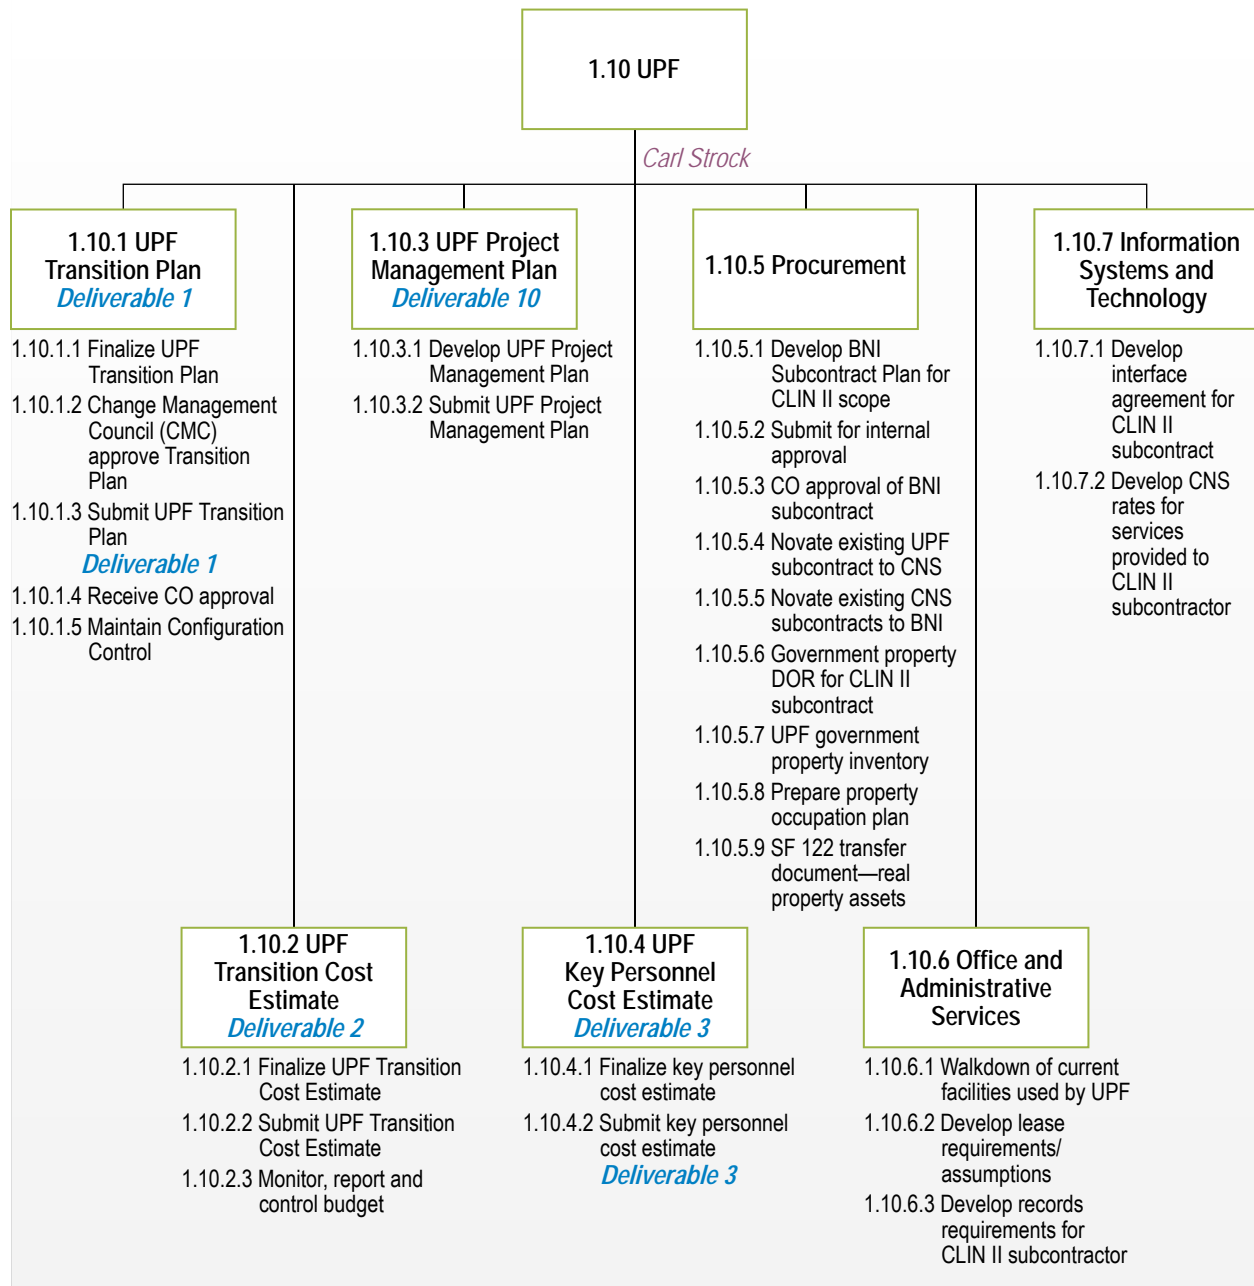 1.10 UPF
Carl Strock
1.10.1 UPF
Transition Plan
Deliverable 1
1.10.1.1 Finalize UPF
Transition Plan
1.10.1.2 Change Management
Council (CMC)
approve Transition
Plan
1.10.1.3 Submit UPF Transition
Plan
Deliverable 1
1.10.1.4 Receive CO approval
1.10.1.5 Maintain Configuration
Control
1.10.3 UPF Project
Management Plan
Deliverable 10
1.10.3.1 Develop UPF Project
Management Plan
1.10.3.2 Submit UPF Project
Management Plan
1.10.5 Procurement
1.10.5.1 Develop BNI
Subcontract Plan for
CLIN II scope
1.10.5.2 Submit for internal
approval
1.10.5.3 CO approval of BNI
subcontract
1.10.5.4 Novate existing UPF
subcontract to CNS
1.10.5.5 Novate existing CNS
subcontracts to BNI
1.10.5.6 Government property
DOR for CLIN II
subcontract
1.10.5.7 UPF government
property inventory
1.10.5.8 Prepare property
occupation plan
1.10.5.9 SF 122 transfer
document—real
property assets
1.10.7 Information
Systems and
Technology
1.10.7.1 Develop
interface
agreement for
CLIN II
subcontract
1.10.7.2 Develop CNS
rates for
services
provided to
CLIN II
subcontractor
1.10.2 UPF
Transition Cost
Estimate
Deliverable 2
1.10.2.1 Finalize UPF Transition
Cost Estimate
1.10.2.2 Submit UPF Transition
Cost Estimate
1.10.2.3 Monitor, report and
control budget
1.10.4 UPF
Key Personnel
Cost Estimate
Deliverable 3
1.10.4.1 Finalize key personnel
cost estimate
1.10.4.2 Submit key personnel
cost estimate
Deliverable 3
1.10.6 Office and
Administrative
Services
1.10.6.1 Walkdown of current
facilities used by UPF
1.10.6.2 Develop lease
requirements/
assumptions
1.10.6.3 Develop records
requirements for
CLIN II subcontractor